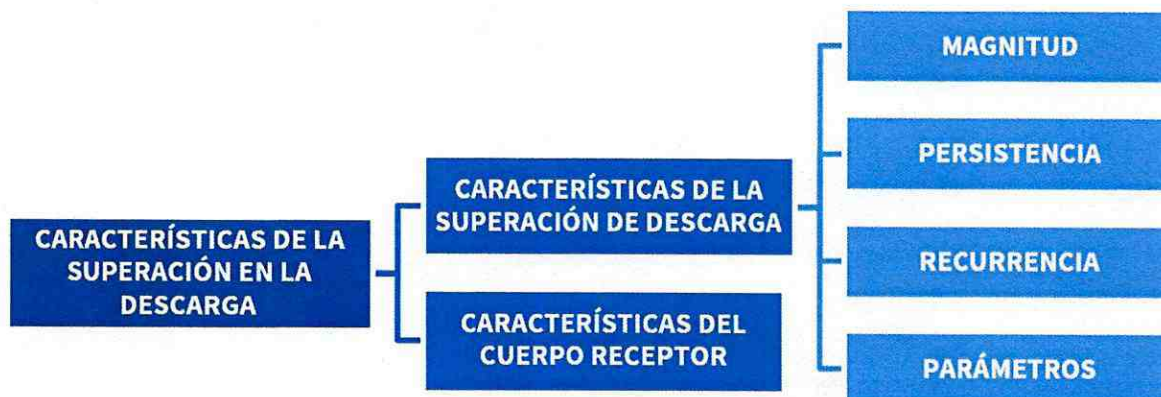 CARACTERÍSTICAS DE LA
SUPERACIÓN EN LA
DESCARGA
CARACTERÍSTICAS DE LA
SUPERACIÓN DE DESCARGA
CARACTERÍSTICAS DEL
CUERPO RECEPTOR
MAGNITUD
PERSISTENCIA
RECURRENCIA
PARÁMETROS